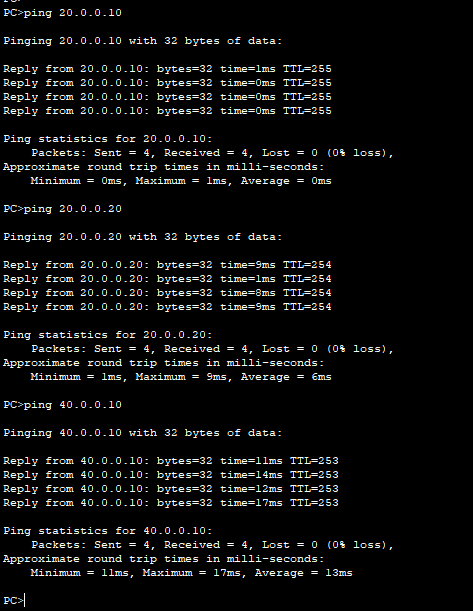 PC>ping 20.0.0.10
Pinging 20.0.0.10 with 32 bytes of data:
Reply from 20.0.0.10: bytes=32 time=1ms TTL=255
Reply from 20.0.0.10: bytes=32 time=0ms TTL=255
Reply from 20.0.0.10: bytes=32 time=0ms TTL=255
Reply from 20.0.0.10: bytes=32 time=0ms TTL=255
Ping statistics for 20.0.0.10:
Packets: Sent = 4, Received = 4, Lost = 0 (0% loss),
Approximate round trip times in milli-seconds:
Minimum = 0ms, Maximum = 1ms, Average = 0ms
PC>ping 20.0.0.20
Pinging 20.0.0.20 with 32 bytes of data:
Reply from 20.0.0.20: bytes=32 time=9ms TTL=254
Reply from 20.0.0.20: bytes=32 time=1ms TTL=254
Reply from 20.0.0.20: bytes=32 time=8ms TTL=254
Reply from 20.0.0.20: bytes=32 time=9ms TTL=254
Ping statistics for 20.0.0.20:
Packets: Sent = 4, Received = 4, Lost = 0 (0% loss),
Approximate round trip times in milli-seconds:
Minimum = 1ms, Maximum = 9ms, Average = 6ms
PC>ping 40.0.0.10
Pinging 40.0.0.10 with 32 bytes of data:
Reply from 40.0.0.10: bytes=32 time=11ms TTL=253
Reply from 40.0.0.10: bytes=32 time=14ms TTL=253
Reply from 40.0.0.10: bytes=32 time=12ms TTL=253
Reply from 40.0.0.10: bytes=32 time=17ms TTL=253
Ping statistics for 40.0.0.10:
Packets: Sent = 4, Received = 4, Lost = 0 (0% loss),
Approximate round trip times in milli-seconds:
Minimum = 11ms, Maximum = 17ms, Average = 13ms
PC>